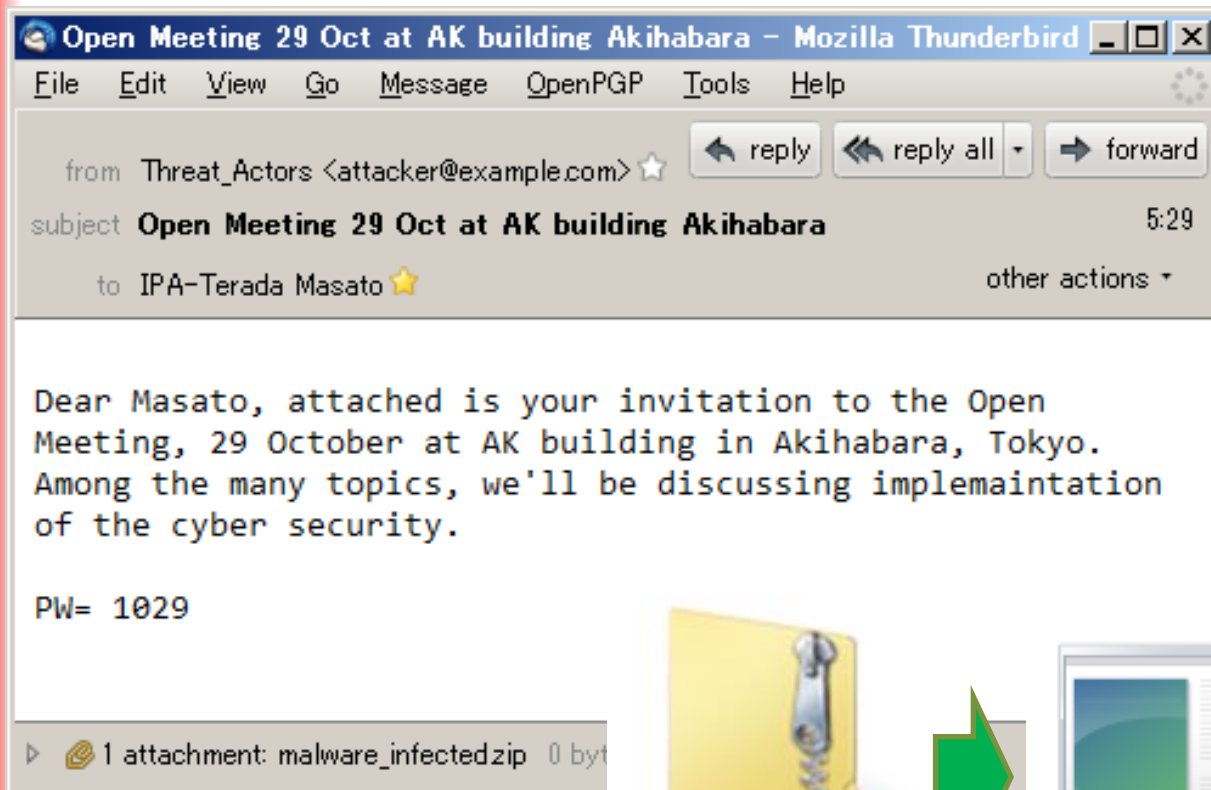 Open Meeting 29 Oct at AK building Akihabara - Mozilla Thunderbird
File Edit View Go Message OpenPGP Tools Help
from Threat_Actors <attacker@example.com> reply reply all forward
subject Open Meeting 29 Oct at AK building Akihabara 5:29
to IPA-Terada Masato other actions
Dear Masato, attached is your invitation to the Open
Meeting, 29 October at AK building in Akihabara, Tokyo.
Among the many topics, we'll be discussing implemaintation
of the cyber security.
PW= 1029
1 attachment: malware_infected.zip 0 byt